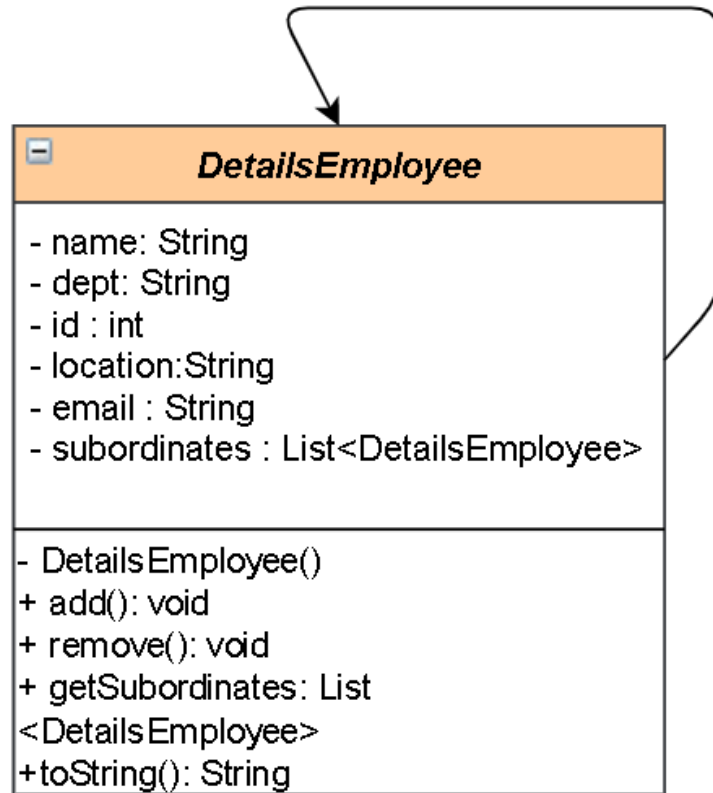 DetailsEmployee
- name: String
- dept: String
- id : int
- location:String
- email : String
- subordinates : List<DetailsEmployee>
- DetailsEmployee()
+ add(): void
+ remove(): void
+ getSubordinates: List
<DetailsEmployee>
+toString(): String